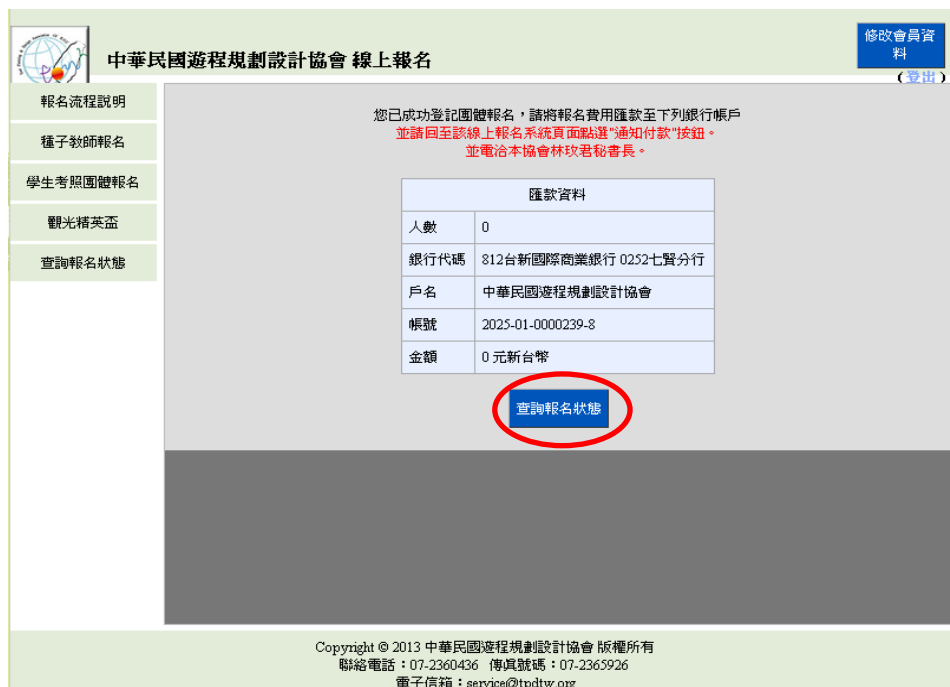 中華民國遊程規劃設計協會 線上報名
修改會員資
料
(登出)
報名流程說明
種子教師報名
學生考照團體報名
觀光精英盃
查詢報名狀態
您已成功登記團體報名，請將報名費用匯款至下列銀行帳戶
並請回至該線上報名系統頁面點選"通知付款"按鈕。
並電洽本協會林玫君秘書長。
匯款資料
人數 0
銀行代碼 812台新國際商業銀行 0252七賢分行
戶名 中華民國遊程規劃設計協會
帳號 2025-01-0000239-8
金額 0 元新台幣
查詢報名狀態
Copyright © 2013 中華民國遊程規劃設計協會 版權所有
聯絡電話：07-2360436 傳真號碼：07-2365926
電子信箱：service@tpdtw.org